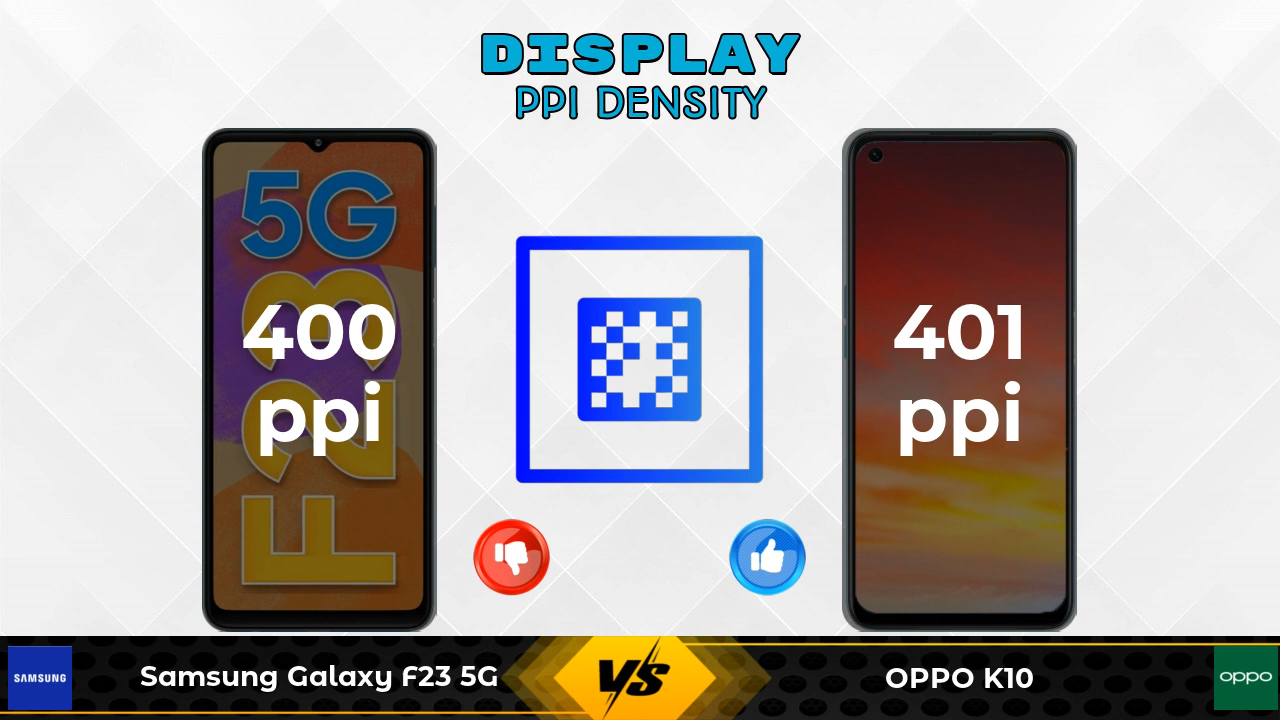 DISPLAY
PPI DENSITY
5G
F23
400
ppi
401
ppi
SAMSUNG
Samsung Galaxy F23 5G
VS
OPPO K10
oppo